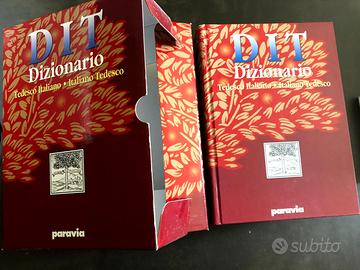 DIT
Dizionario
Tedesco Italiano • Italiano Tedesco
paravia
DIT
Dizionario
Tedesco Italiano • Italiano Tedesco
paravia
subito